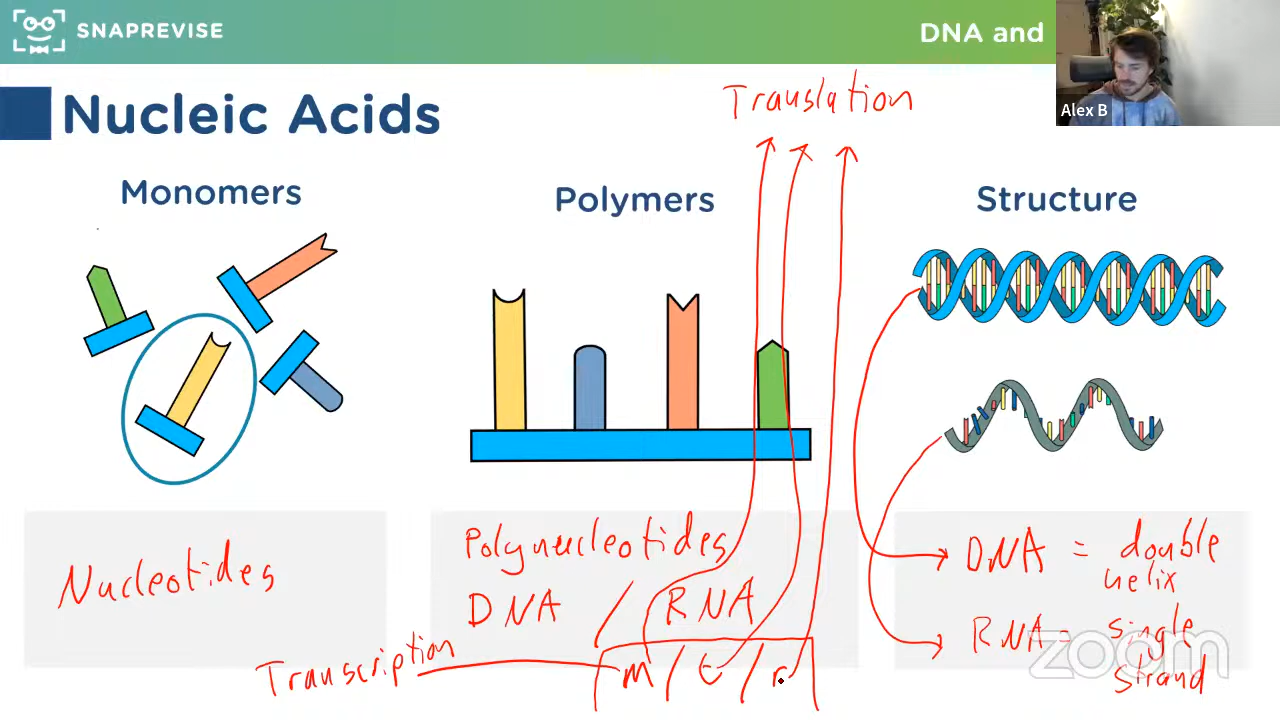 SNAPREVISE
DNA and
Alex B
Nucleic Acids
Translation
Monomers
Polymers
Structure
Nucleotides
Polynucleotides
DNA / RNA
m / t / r
Transcription
DNA = double
helix
RNA = single
strand
zoom